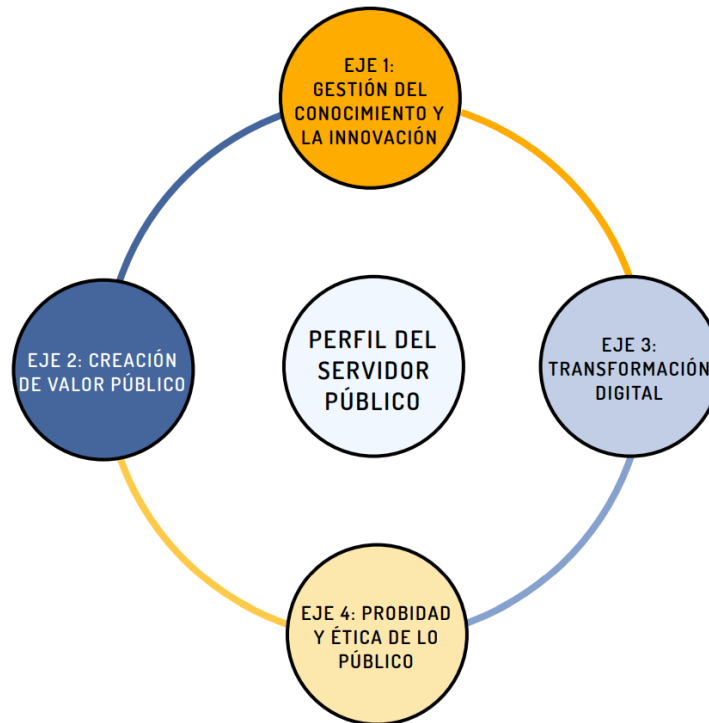 EJE 1:
GESTIÓN DEL
CONOCIMIENTO Y
LA INNOVACIÓN
EJE 2: CREACIÓN
DE VALOR PÚBLICO
PERFIL DEL
SERVIDOR
PÚBLICO
EJE 3:
TRANSFORMACIÓN
DIGITAL
EJE 4: PROBIDAD
Y ÉTICA DE LO
PÚBLICO